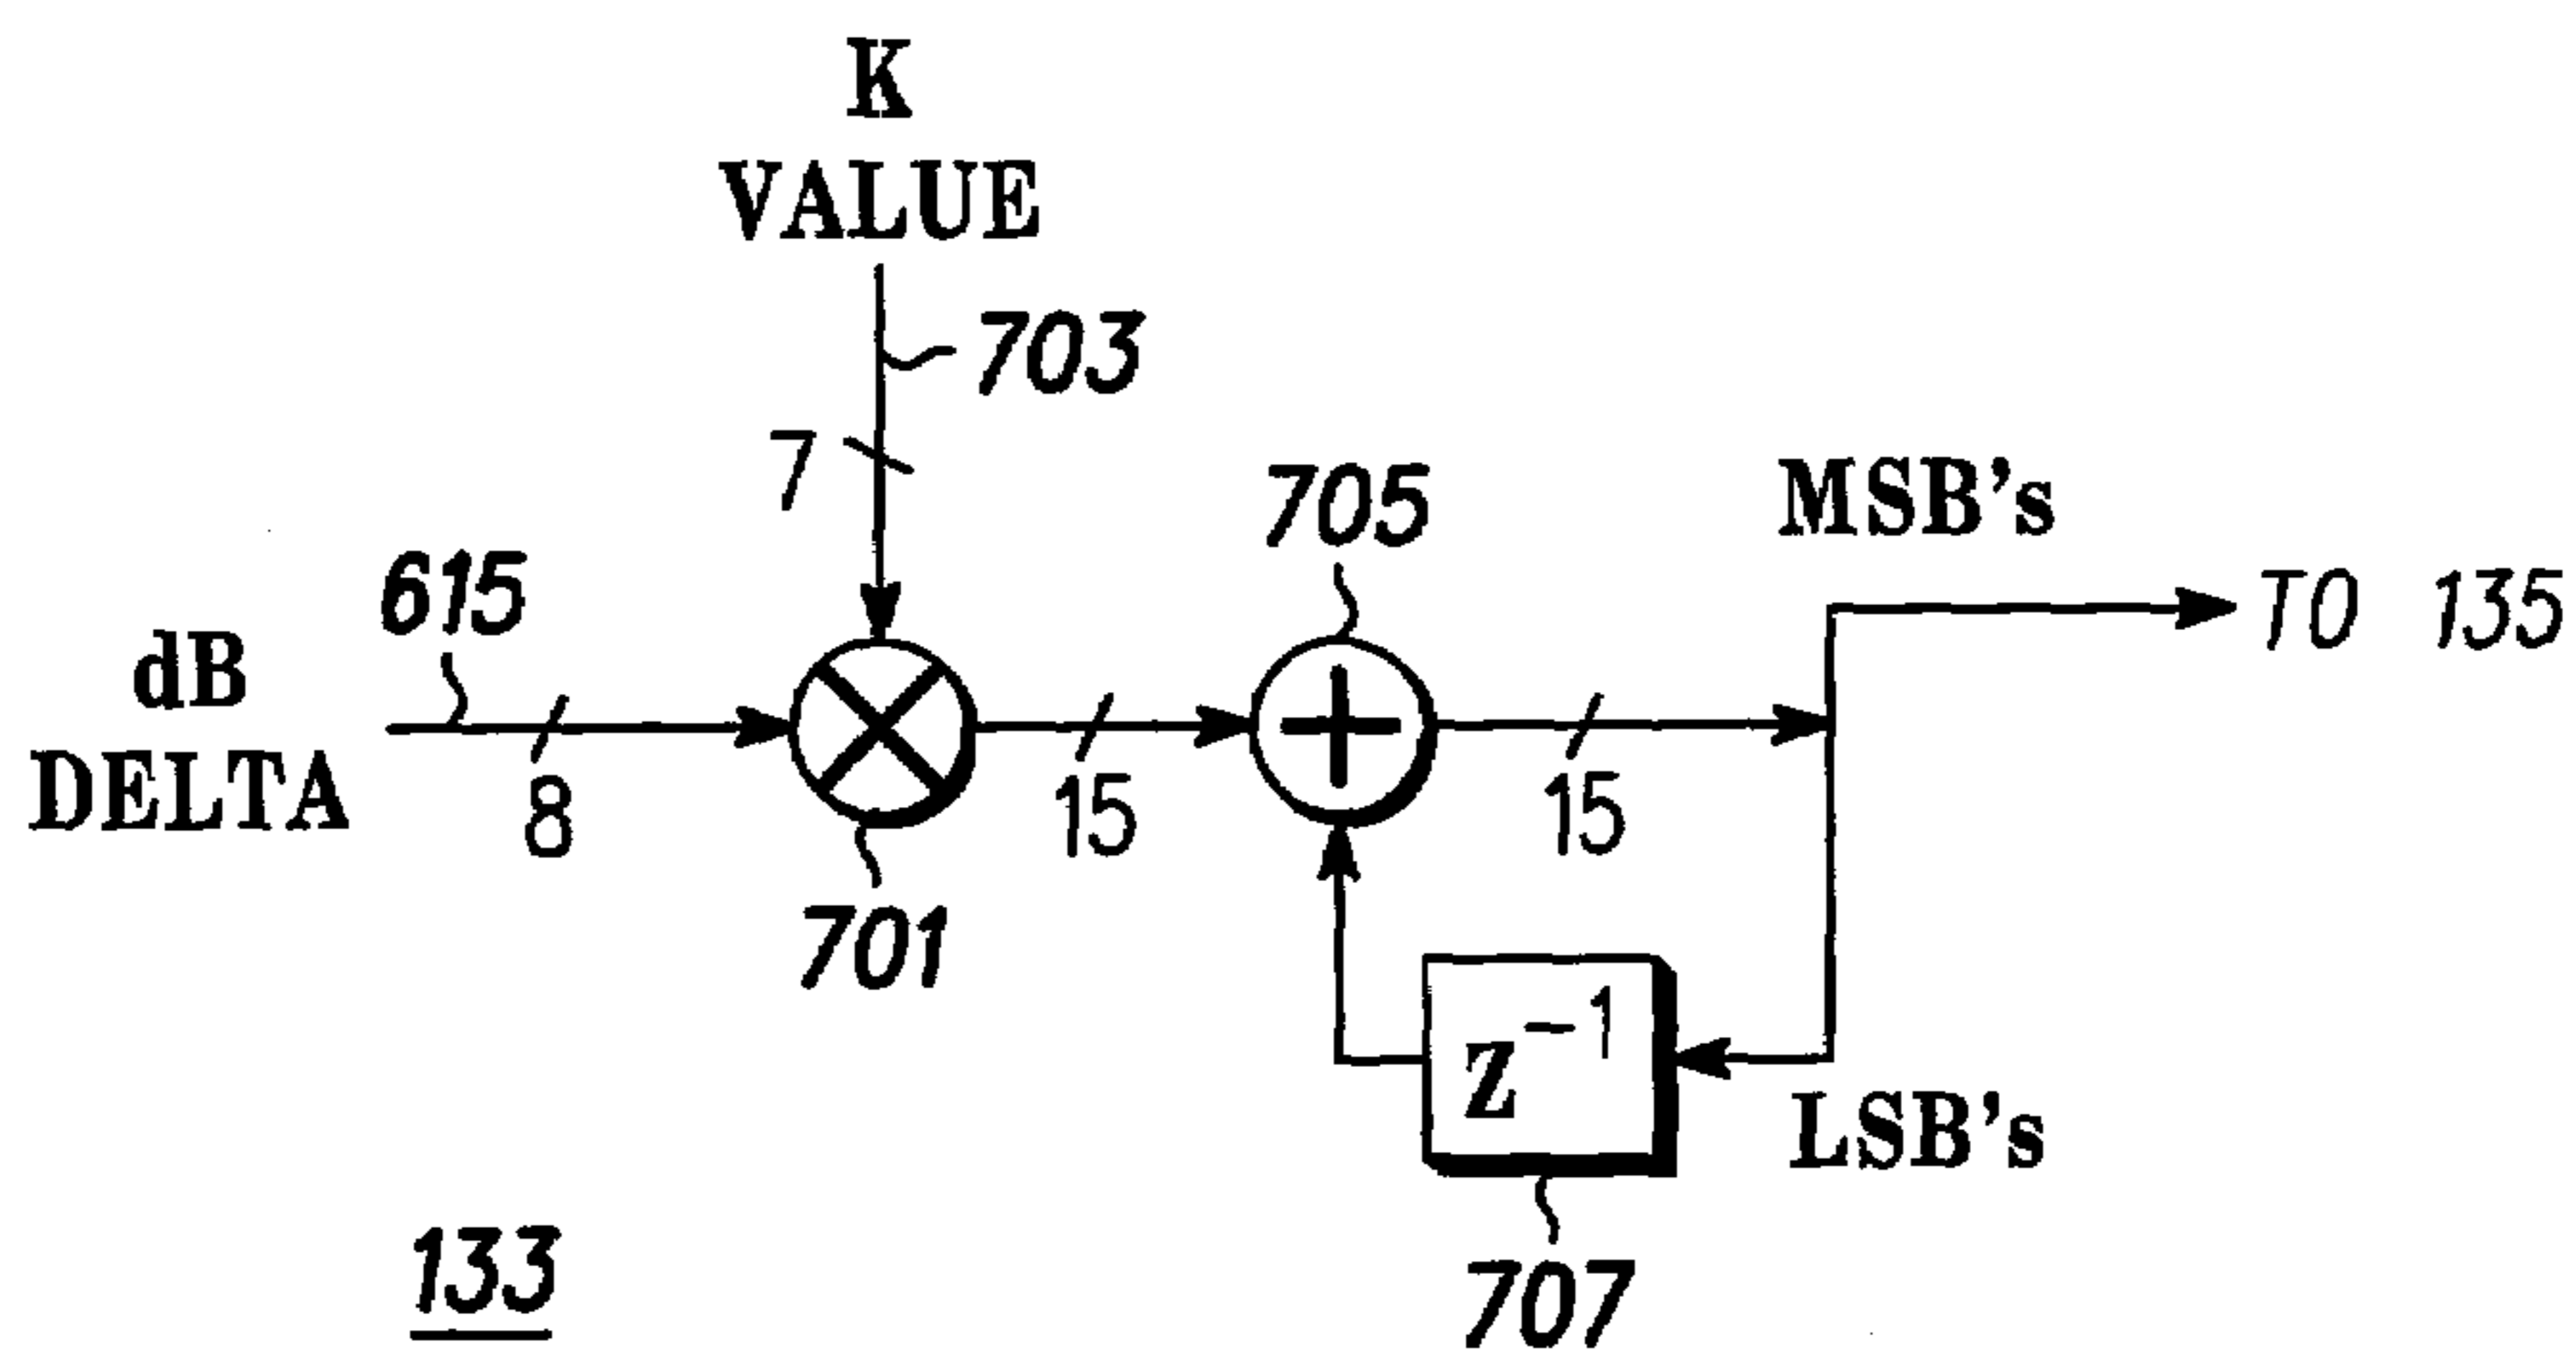 K
VALUE
703
7
705
MSB's
TO 135
615
dB
DELTA
8
15
15
701
Z⁻¹
LSB's
707
133